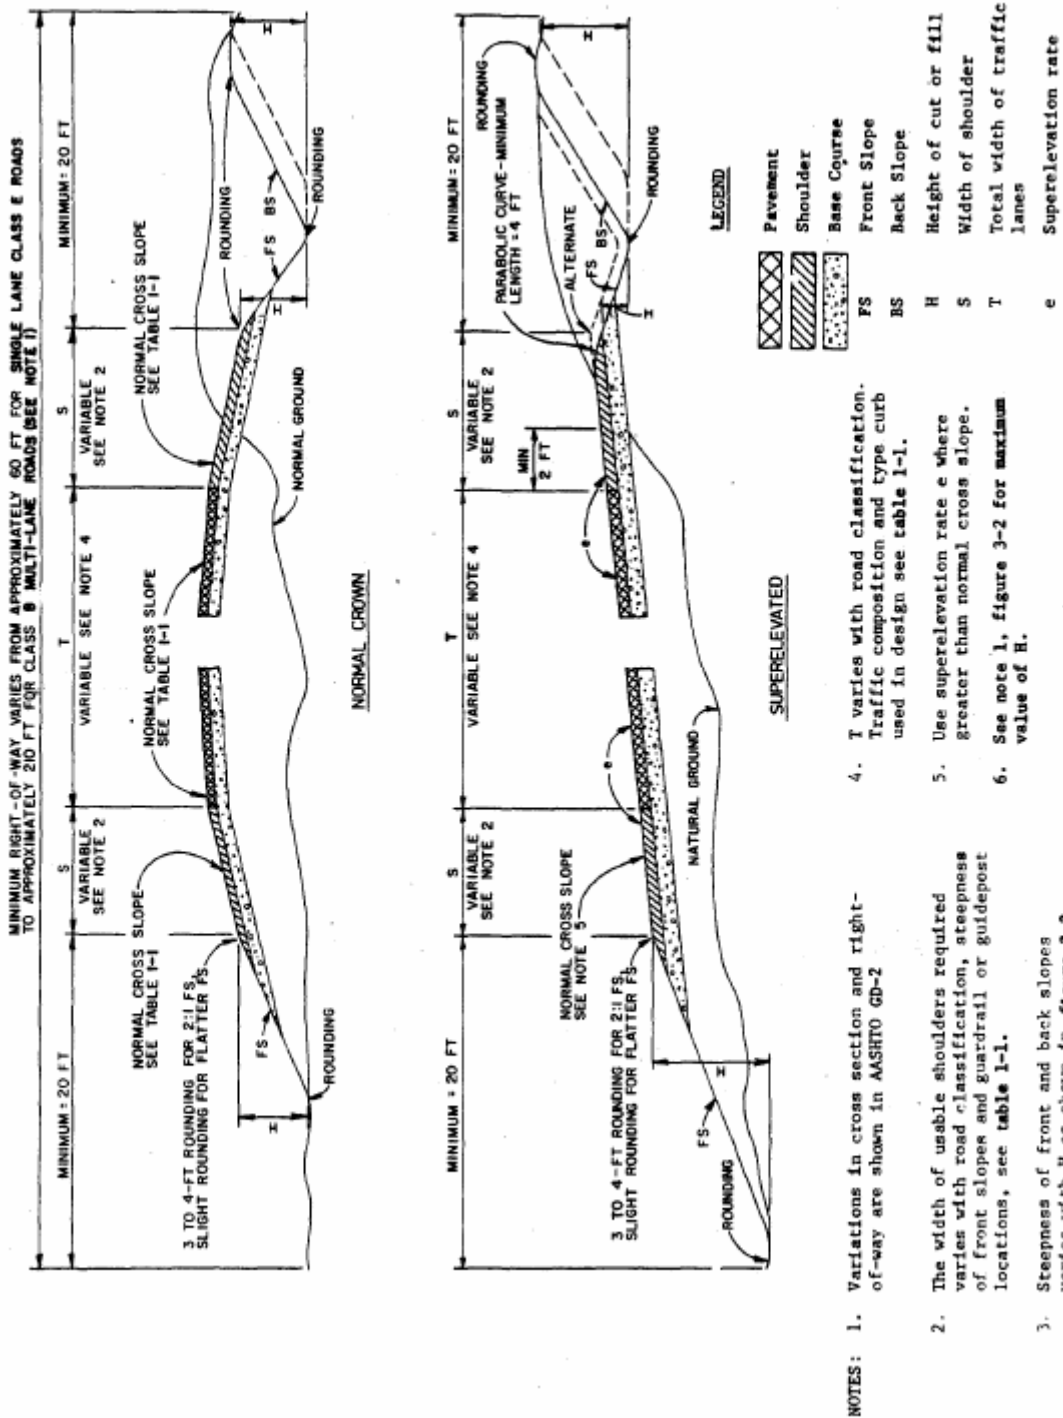 MINIMUM RIGHT-OF-WAY VARIES FROM APPROXIMATELY 60 FT FOR SINGLE LANE CLASS E ROADS
TO APPROXIMATELY 210 FT FOR CLASS B MULTI-LANE ROADS (SEE NOTE 1)
MINIMUM = 20 FT
S
VARIABLE
SEE NOTE 2
T
VARIABLE SEE NOTE 4
S
VARIABLE
SEE NOTE 2
MINIMUM = 20 FT
NORMAL CROSS SLOPE
SEE TABLE 1-1
NORMAL CROSS SLOPE
SEE TABLE 1-1
NORMAL CROSS SLOPE
SEE TABLE 1-1
NORMAL CROSS SLOPE
SEE TABLE 1-1
3 TO 4-FT ROUNDING FOR 2:1 FS,
SLIGHT ROUNDING FOR FLATTER FS
H
FS
ROUNDING
NORMAL GROUND
ROUNDING
FS
BS
H
H
ROUNDING
NORMAL CROWN
MINIMUM = 20 FT
S
VARIABLE
SEE NOTE 2
T
VARIABLE SEE NOTE 4
MIN
2 FT
S
VARIABLE
SEE NOTE 2
MINIMUM = 20 FT
NORMAL CROSS SLOPE
SEE NOTE 5
3 TO 4-FT ROUNDING FOR 2:1 FS,
SLIGHT ROUNDING FOR FLATTER FS
e
e
PARABOLIC CURVE-MINIMUM
LENGTH = 4 FT
ALTERNATE
ROUNDING
FS
BS
H
H
ROUNDING
H
FS
ROUNDING
NATURAL GROUND
SUPERELEVATED
NOTES: 1. Variations in cross section and right-
of-way are shown in AASHTO GD-2
2. The width of usable shoulders required
varies with road classification, steepness
of front slopes and guardrail or guidepost
locations, see table 1-1.
3. Steepness of front and back slopes
4. T varies with road classification.
Traffic composition and type curb
used in design see table 1-1.
5. Use superelevation rate e where
greater than normal cross slope.
6. See note 1, figure 3-2 for maximum
value of H.
LEGEND
Pavement
Shoulder
Base Course
FS Front Slope
BS Back Slope
H Height of cut or fill
S Width of shoulder
T Total width of traffic
lanes
e Superelevation rate